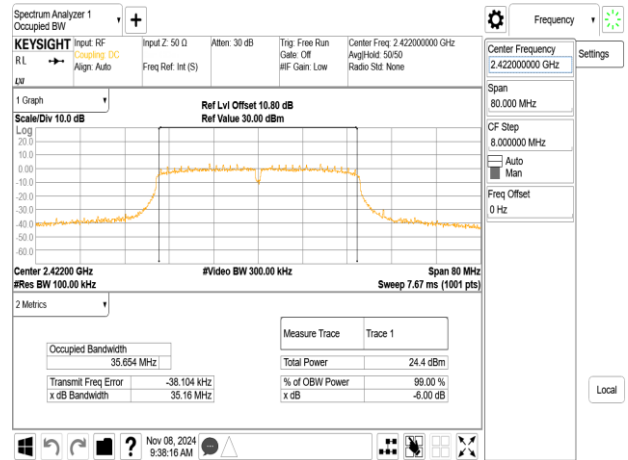 Spectrum Analyzer 1
Occupied BW
Frequency
KEYSIGHT
Input: RF
Coupling: DC
Align: Auto
Input Z: 50 Ω
Freq Ref: Int (S)
Atten: 30 dB
Trig: Free Run
Gate: Off
#IF Gain: Low
Center Freq: 2.422000000 GHz
Avg|Hold: 50/50
Radio Std: None
R L
LXI
Center Frequency
2.422000000 GHz
Settings
Span
80.000 MHz
CF Step
8.000000 MHz
Auto
Man
Freq Offset
0 Hz
1 Graph
Scale/Div 10.0 dB
Ref Lvl Offset 10.80 dB
Ref Value 30.00 dBm
Log
20.0
10.0
0.00
-10.0
-20.0
-30.0
-40.0
-50.0
-60.0
Center 2.42200 GHz
#Video BW 300.00 kHz
Span 80 MHz
#Res BW 100.00 kHz
Sweep 7.67 ms (1001 pts)
2 Metrics
Measure Trace
Trace 1
Occupied Bandwidth
35.654 MHz
Total Power
24.4 dBm
Transmit Freq Error
-38.104 kHz
% of OBW Power
99.00 %
x dB Bandwidth
35.16 MHz
x dB
-6.00 dB
Local
?
Nov 08, 2024
9:38:16 AM